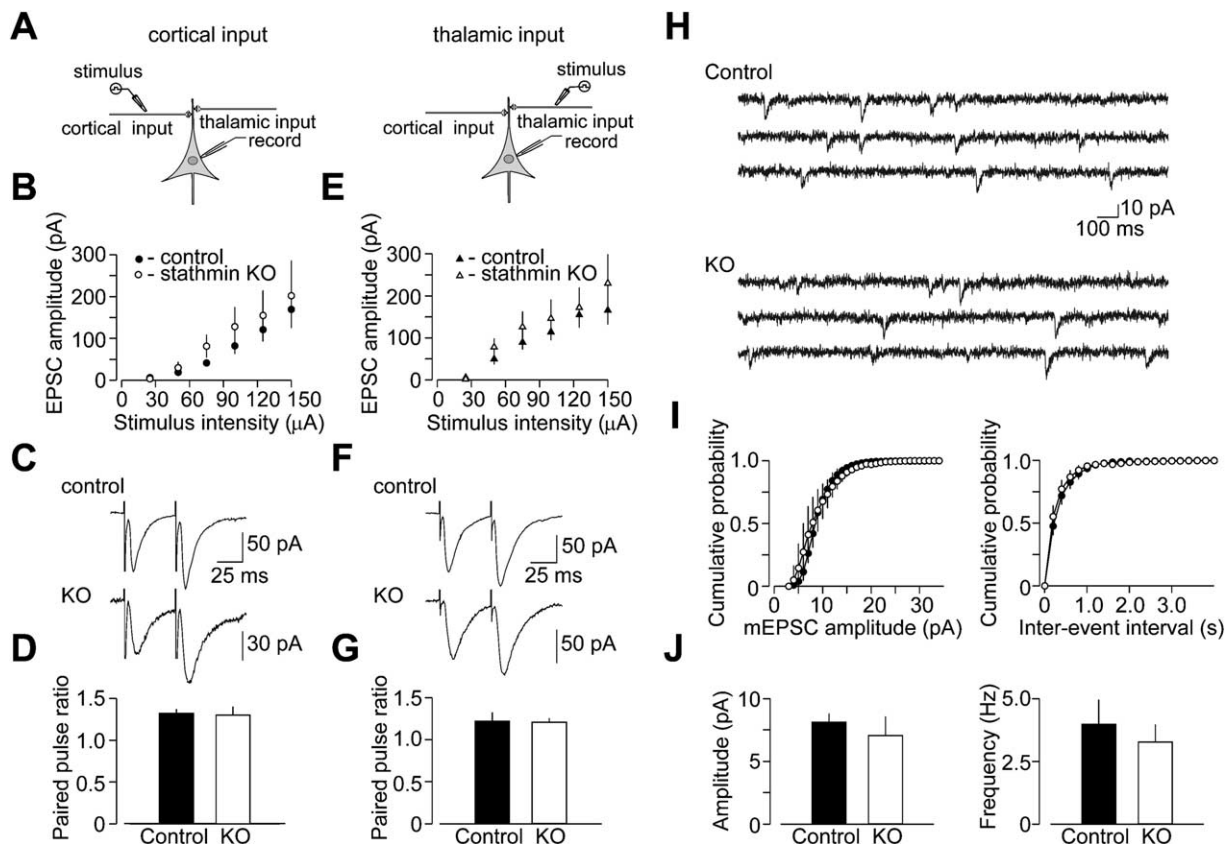 A
cortical input
thalamic input
stimulus
cortical input
thalamic input
record
stimulus
cortical input
thalamic input
record
B
EPSC amplitude (pA)
300
200
100
0
control
stathmin KO
0 30 60 90 120 150
Stimulus intensity (μA)
E
EPSC amplitude (pA)
300
200
100
0
- control
- stathmin KO
0 30 60 90 120 150
Stimulus intensity (μA)
C
control
50 pA
25 ms
KO
30 pA
F
control
50 pA
25 ms
KO
50 pA
D
Paired pulse ratio
1.5
1.0
0.5
0
Control KO
G
Paired pulse ratio
1.5
1.0
0.5
0
Control KO
H
Control
10 pA
100 ms
KO
I
Cumulative probability
1.0
0.5
0
0 10 20 30
mEPSC amplitude (pA)
Cumulative probability
1.0
0.5
0
0 1.0 2.0 3.0
Inter-event interval (s)
J
Amplitude (pA)
10
5
0
Control KO
Frequency (Hz)
5.0
2.5
0
Control KO